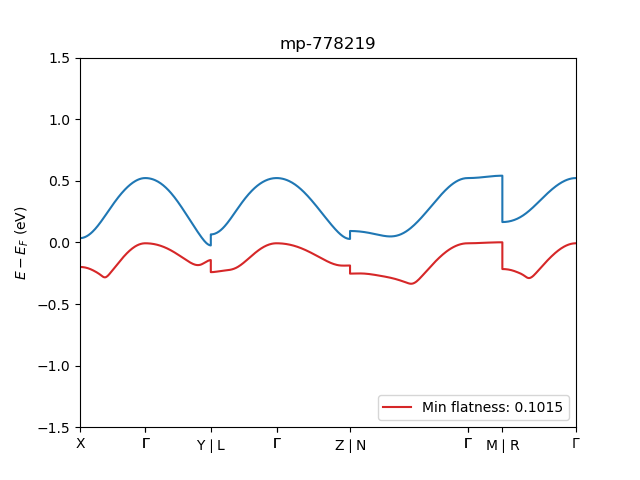 mp-778219
1.5
1.0
0.5
0.0
−0.5
−1.0
−1.5
E − E_F (eV)
Min flatness: 0.1015
X Γ Y | L Γ Z | N Γ M | R Γ